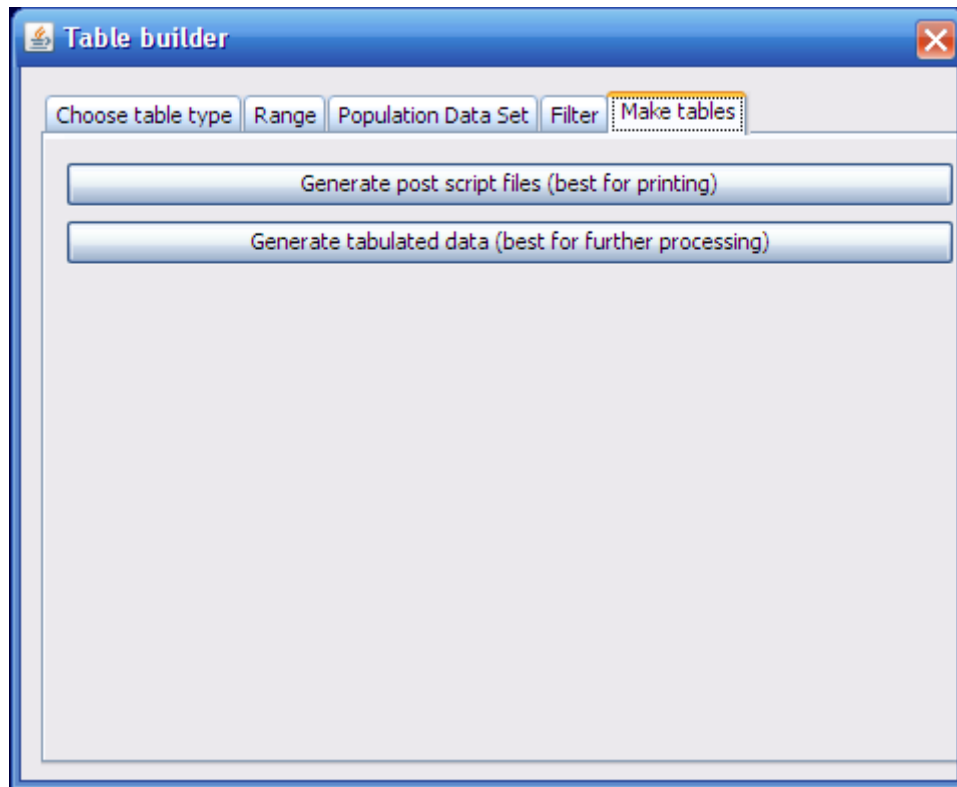 Table builder
Choose table type Range Population Data Set Filter Make tables
Generate post script files (best for printing)
Generate tabulated data (best for further processing)